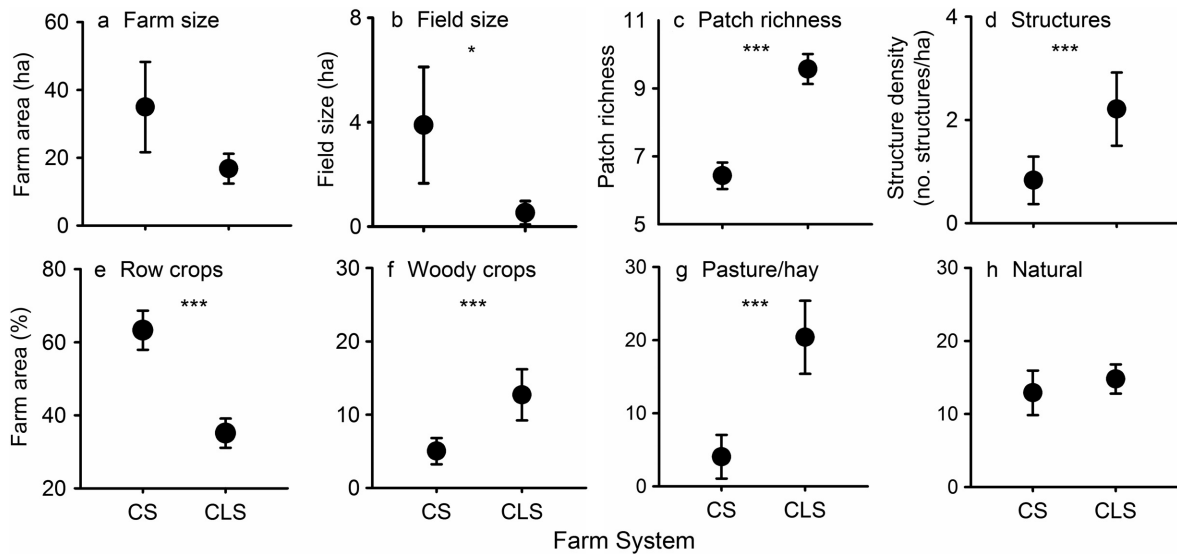 a Farm size
Farm area (ha)
60
40
20
0
b Field size
*
Field size (ha)
8
4
0
c Patch richness
***
Patch richness
11
9
7
5
d Structures
***
Structure density
(no. structures/ha)
4
2
0
e Row crops
***
Farm area (%)
80
60
40
20
CS CLS
f Woody crops
***
30
20
10
0
CS CLS
g Pasture/hay
***
30
20
10
0
CS CLS
h Natural
30
20
10
0
CS CLS
Farm System